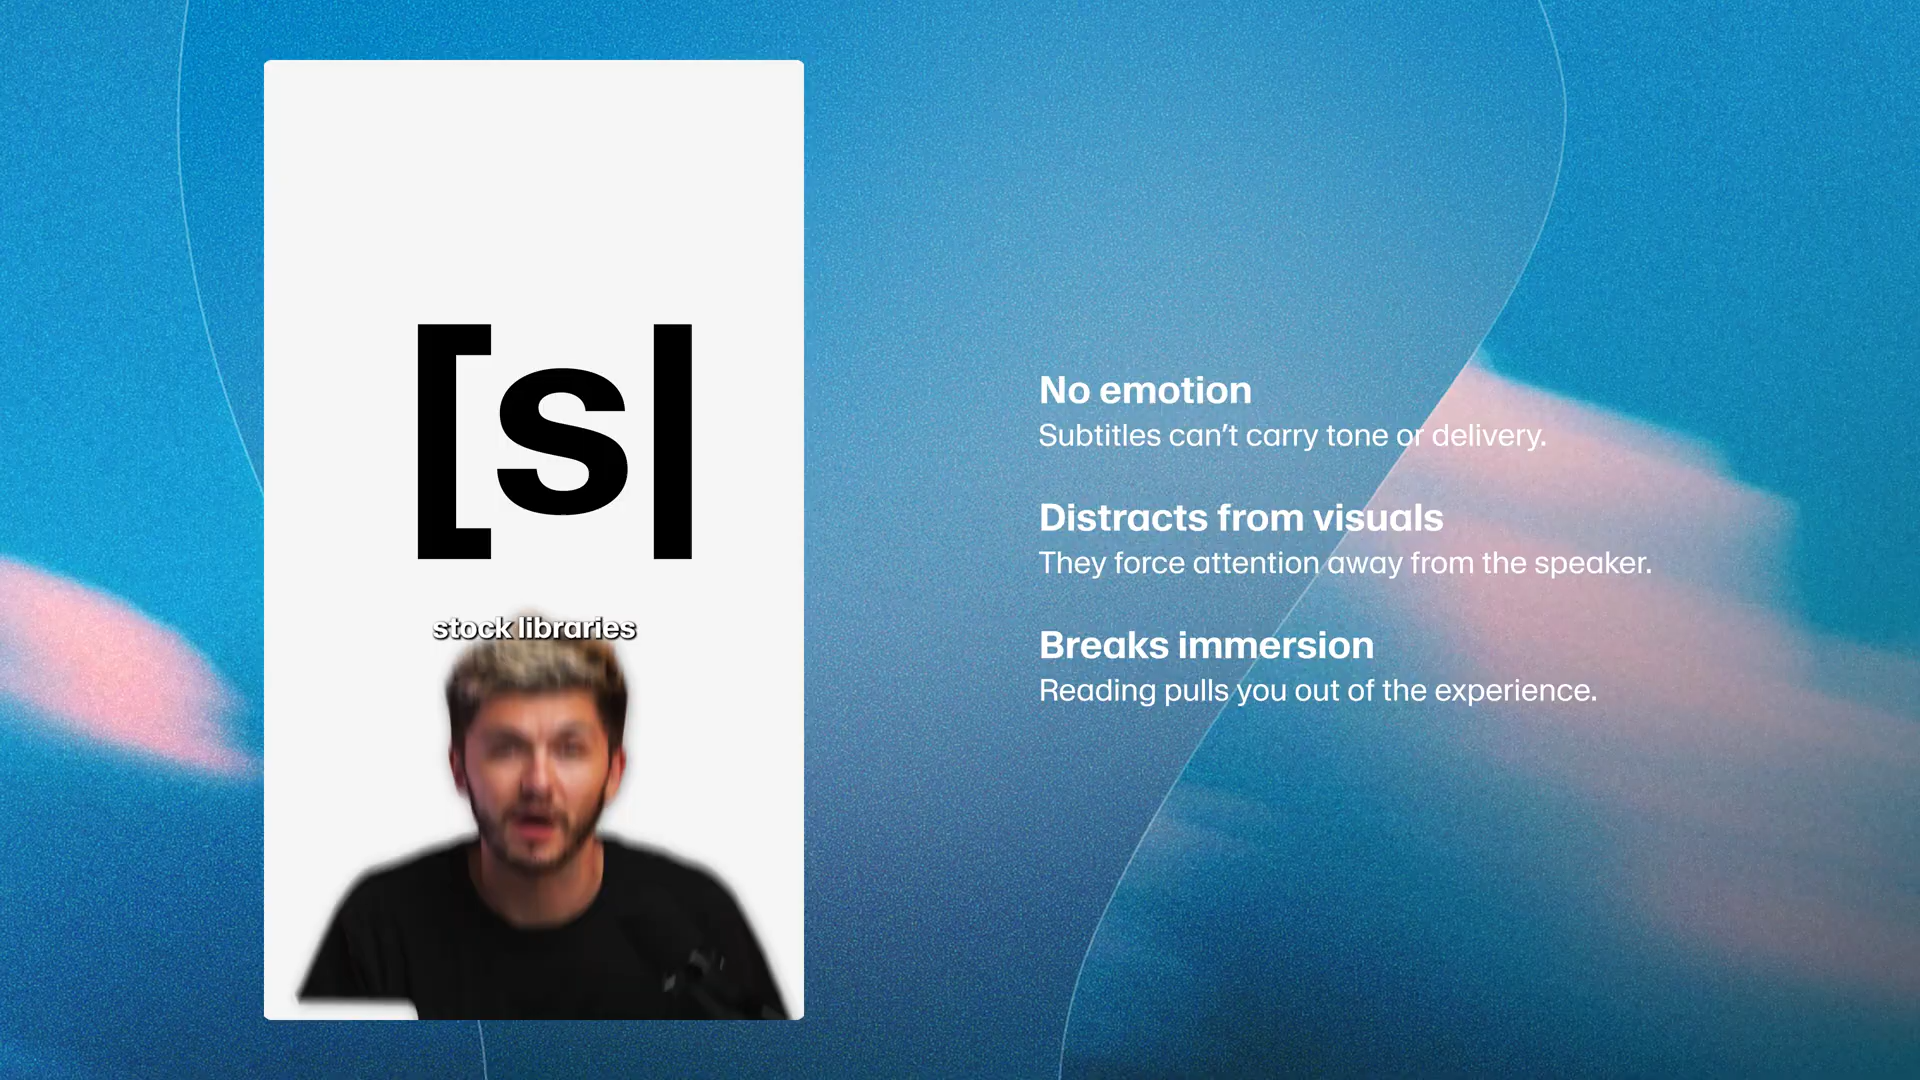 [s|
stock libraries
No emotion
Subtitles can’t carry tone or delivery.
Distracts from visuals
They force attention away from the speaker.
Breaks immersion
Reading pulls you out of the experience.